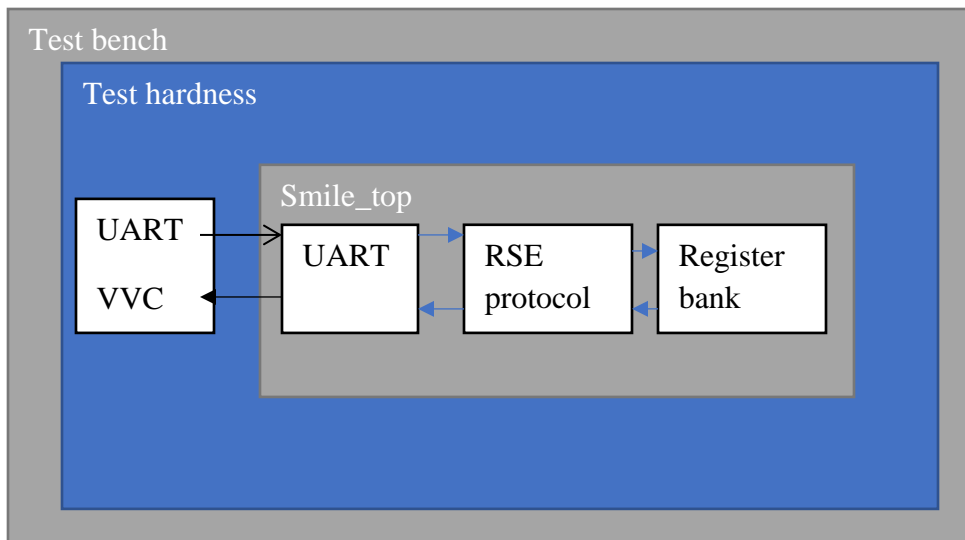 Test bench
Test hardness
Smile_top
UART
VVC
UART
RSE
protocol
Register
bank